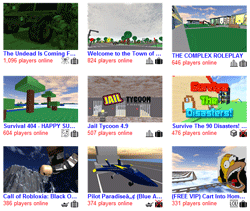 The Undead Is Coming F...
1,096 players online
Welcome to the Town of ...
824 players online
THE COMPLEX ROLEPLAY
646 players online
Survival 404 - HAPPY SU...
604 players online
JAIL
TYCOON
Jail Tycoon 4.9
507 players online
Survive
The 90
Disasters!
Survive The 90 Disasters!
476 players online
Call of Robloxia: Black O...
386 players online
Pilot Paradise (Blue A...
374 players online
(FREE VIP) Cart Into Hom...
331 players online